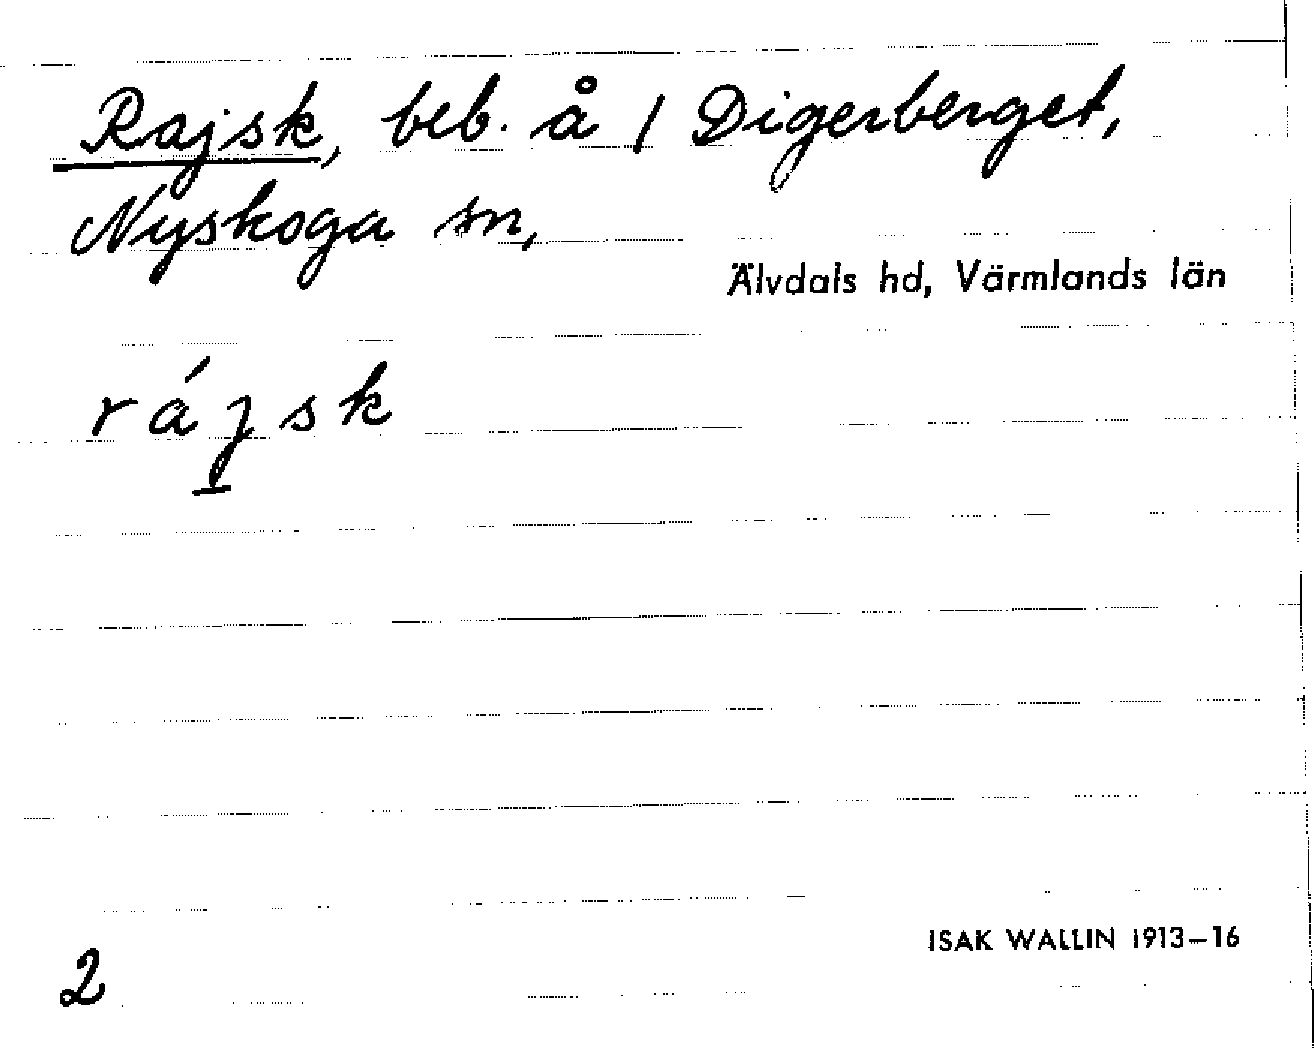 Rajsk, beb. å / Digerberget,
Nyskoga sn,
Älvdals hd, Värmlands län
rájsk
ISAK WALLIN 1913–16
2